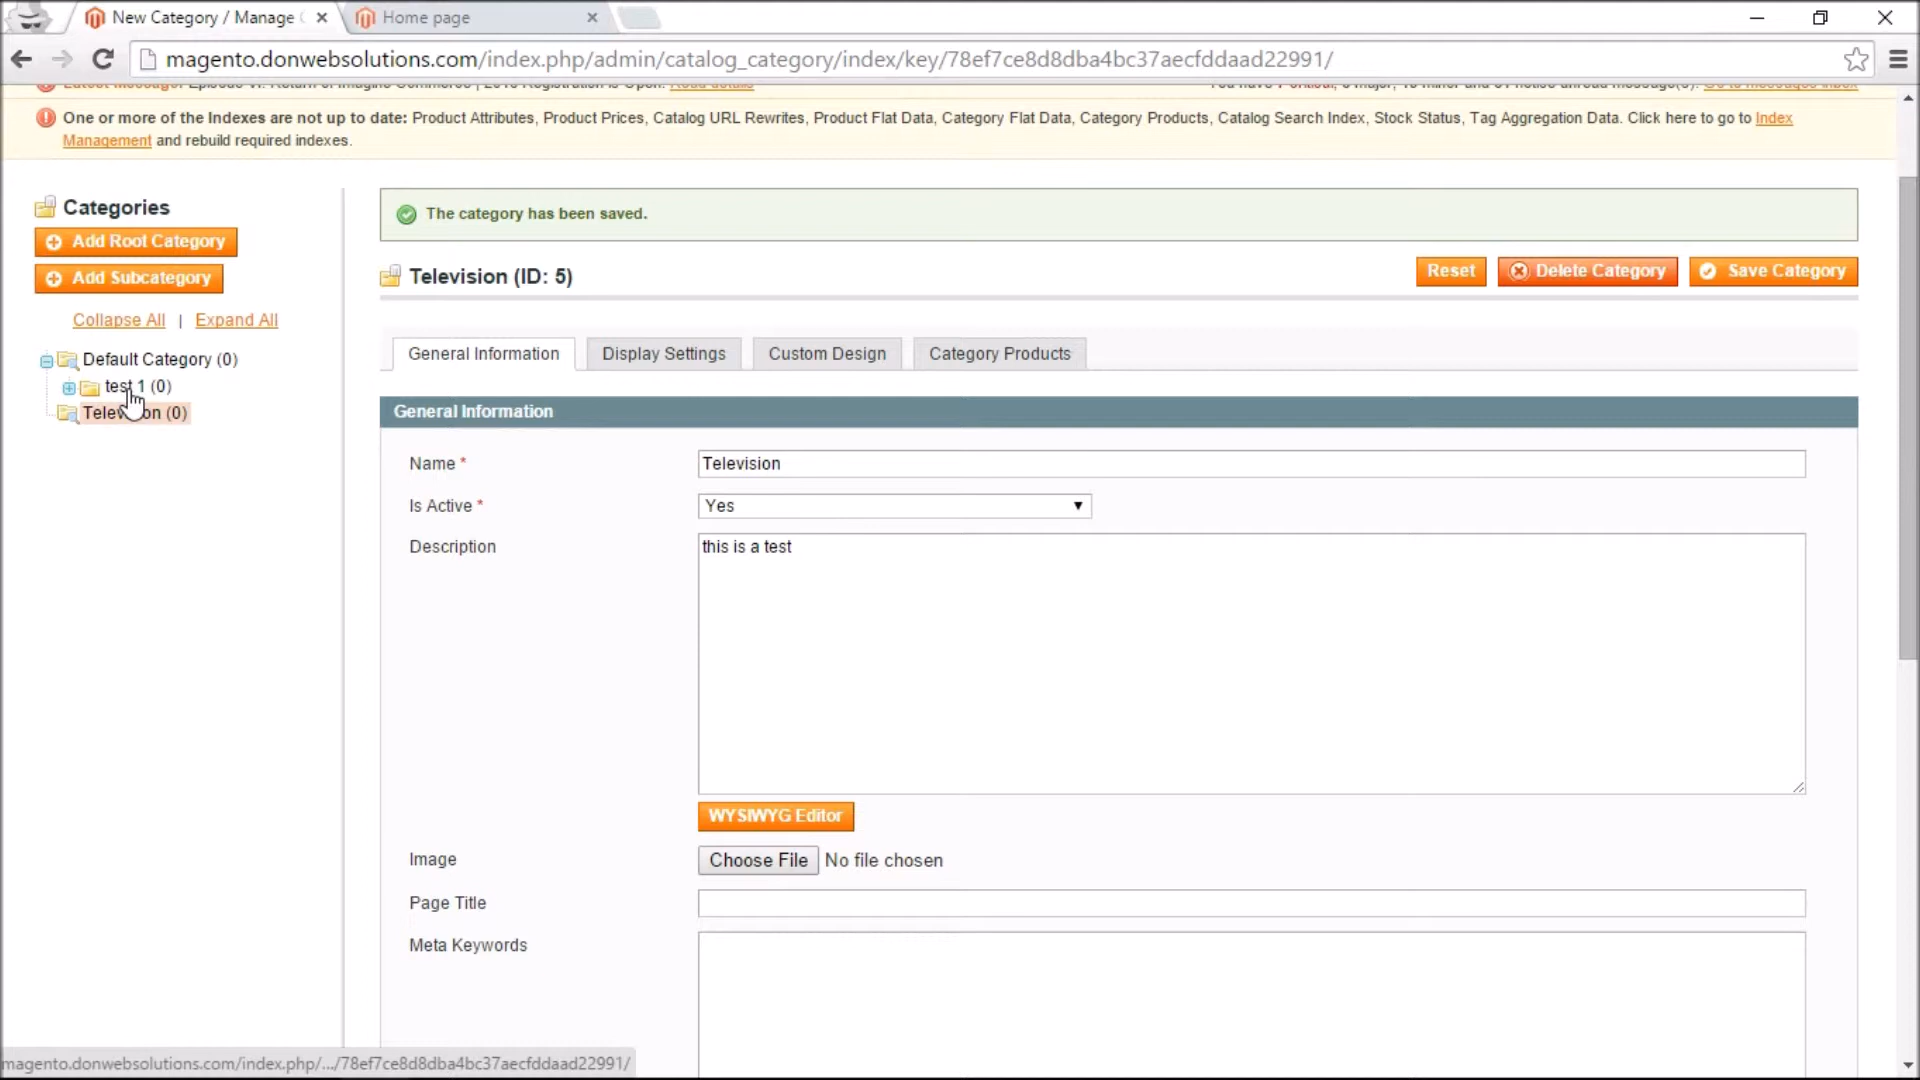 New Category / Manage
Home page
magento.donwebsolutions.com/index.php/admin/catalog_category/index/key/78ef7ce8d8dba4bc37aecfddaad22991/
One or more of the Indexes are not up to date: Product Attributes, Product Prices, Catalog URL Rewrites, Product Flat Data, Category Flat Data, Category Products, Catalog Search Index, Stock Status, Tag Aggregation Data. Click here to go to Index
Management and rebuild required indexes.
Categories
Add Root Category
Add Subcategory
Collapse All | Expand All
Default Category (0)
test 1 (0)
Television (0)
The category has been saved.
Television (ID: 5)
Reset
Delete Category
Save Category
General Information
Display Settings
Custom Design
Category Products
General Information
Name *
Television
Is Active *
Yes
Description
this is a test
WYSIWYG Editor
Image
Choose File No file chosen
Page Title
Meta Keywords
magento.donwebsolutions.com/index.php/.../78ef7ce8d8dba4bc37aecfddaad22991/